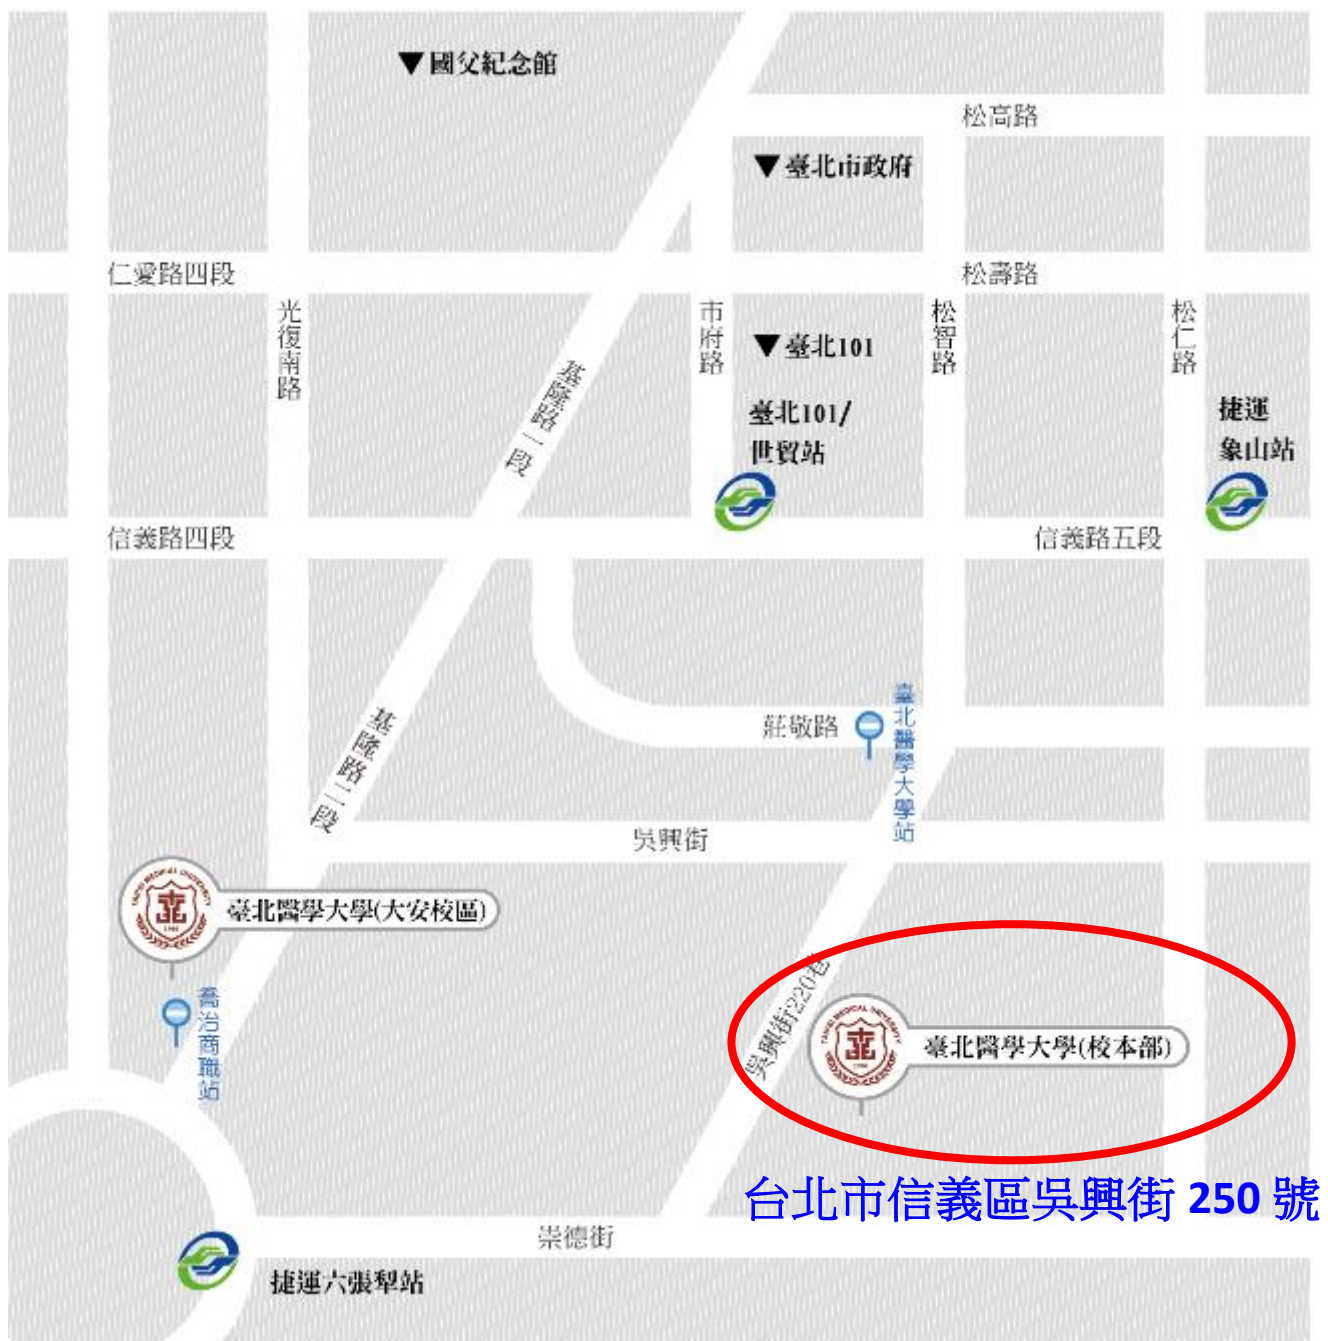 ▼國父紀念館
松高路
▼臺北市政府
仁愛路四段
松壽路
光復南路
市府路
松智路
松仁路
▼臺北101
基隆路一段
臺北101/
世貿站
捷運
象山站
信義路四段
信義路五段
臺北醫學大學站
基隆路二段
莊敬路
吳興街
臺北醫學大學(大安校區)
吳興街220巷
喬治商職站
臺北醫學大學(校本部)
台北市信義區吳興街 250 號
崇德街
捷運六張犁站